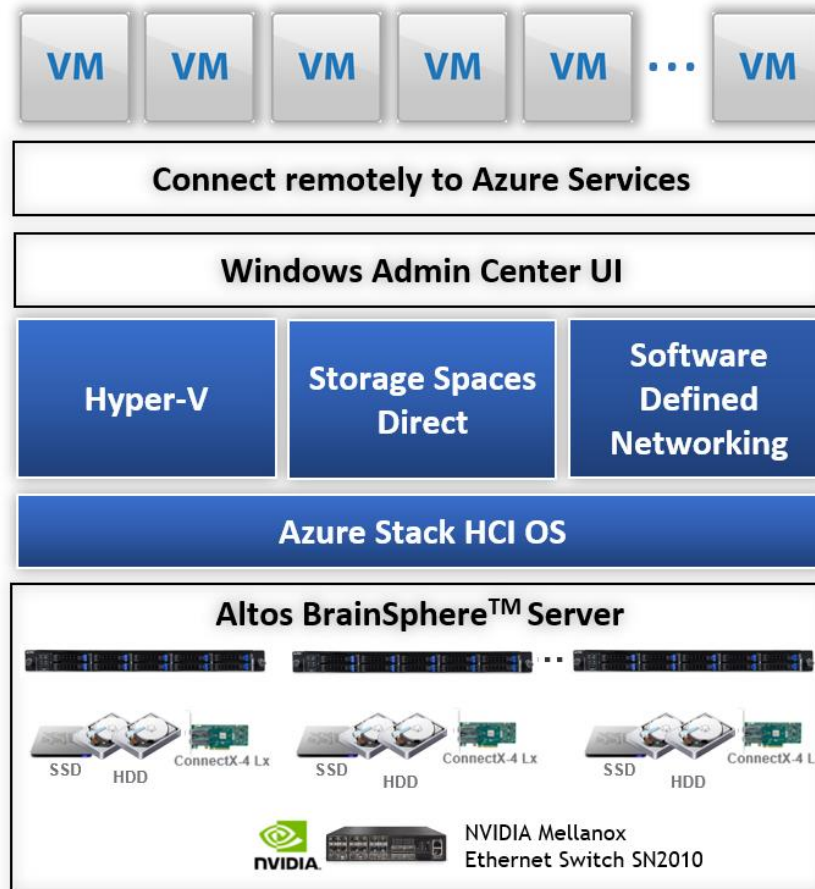 VM VM VM VM VM ... VM
Connect remotely to Azure Services
Windows Admin Center UI
Hyper-V
Storage Spaces
Direct
Software
Defined
Networking
Azure Stack HCI OS
Altos BrainSphere™ Server
SSD HDD ConnectX-4 Lx
SSD HDD ConnectX-4 Lx
SSD HDD ConnectX-4 L
NVIDIA.
NVIDIA Mellanox
Ethernet Switch SN2010